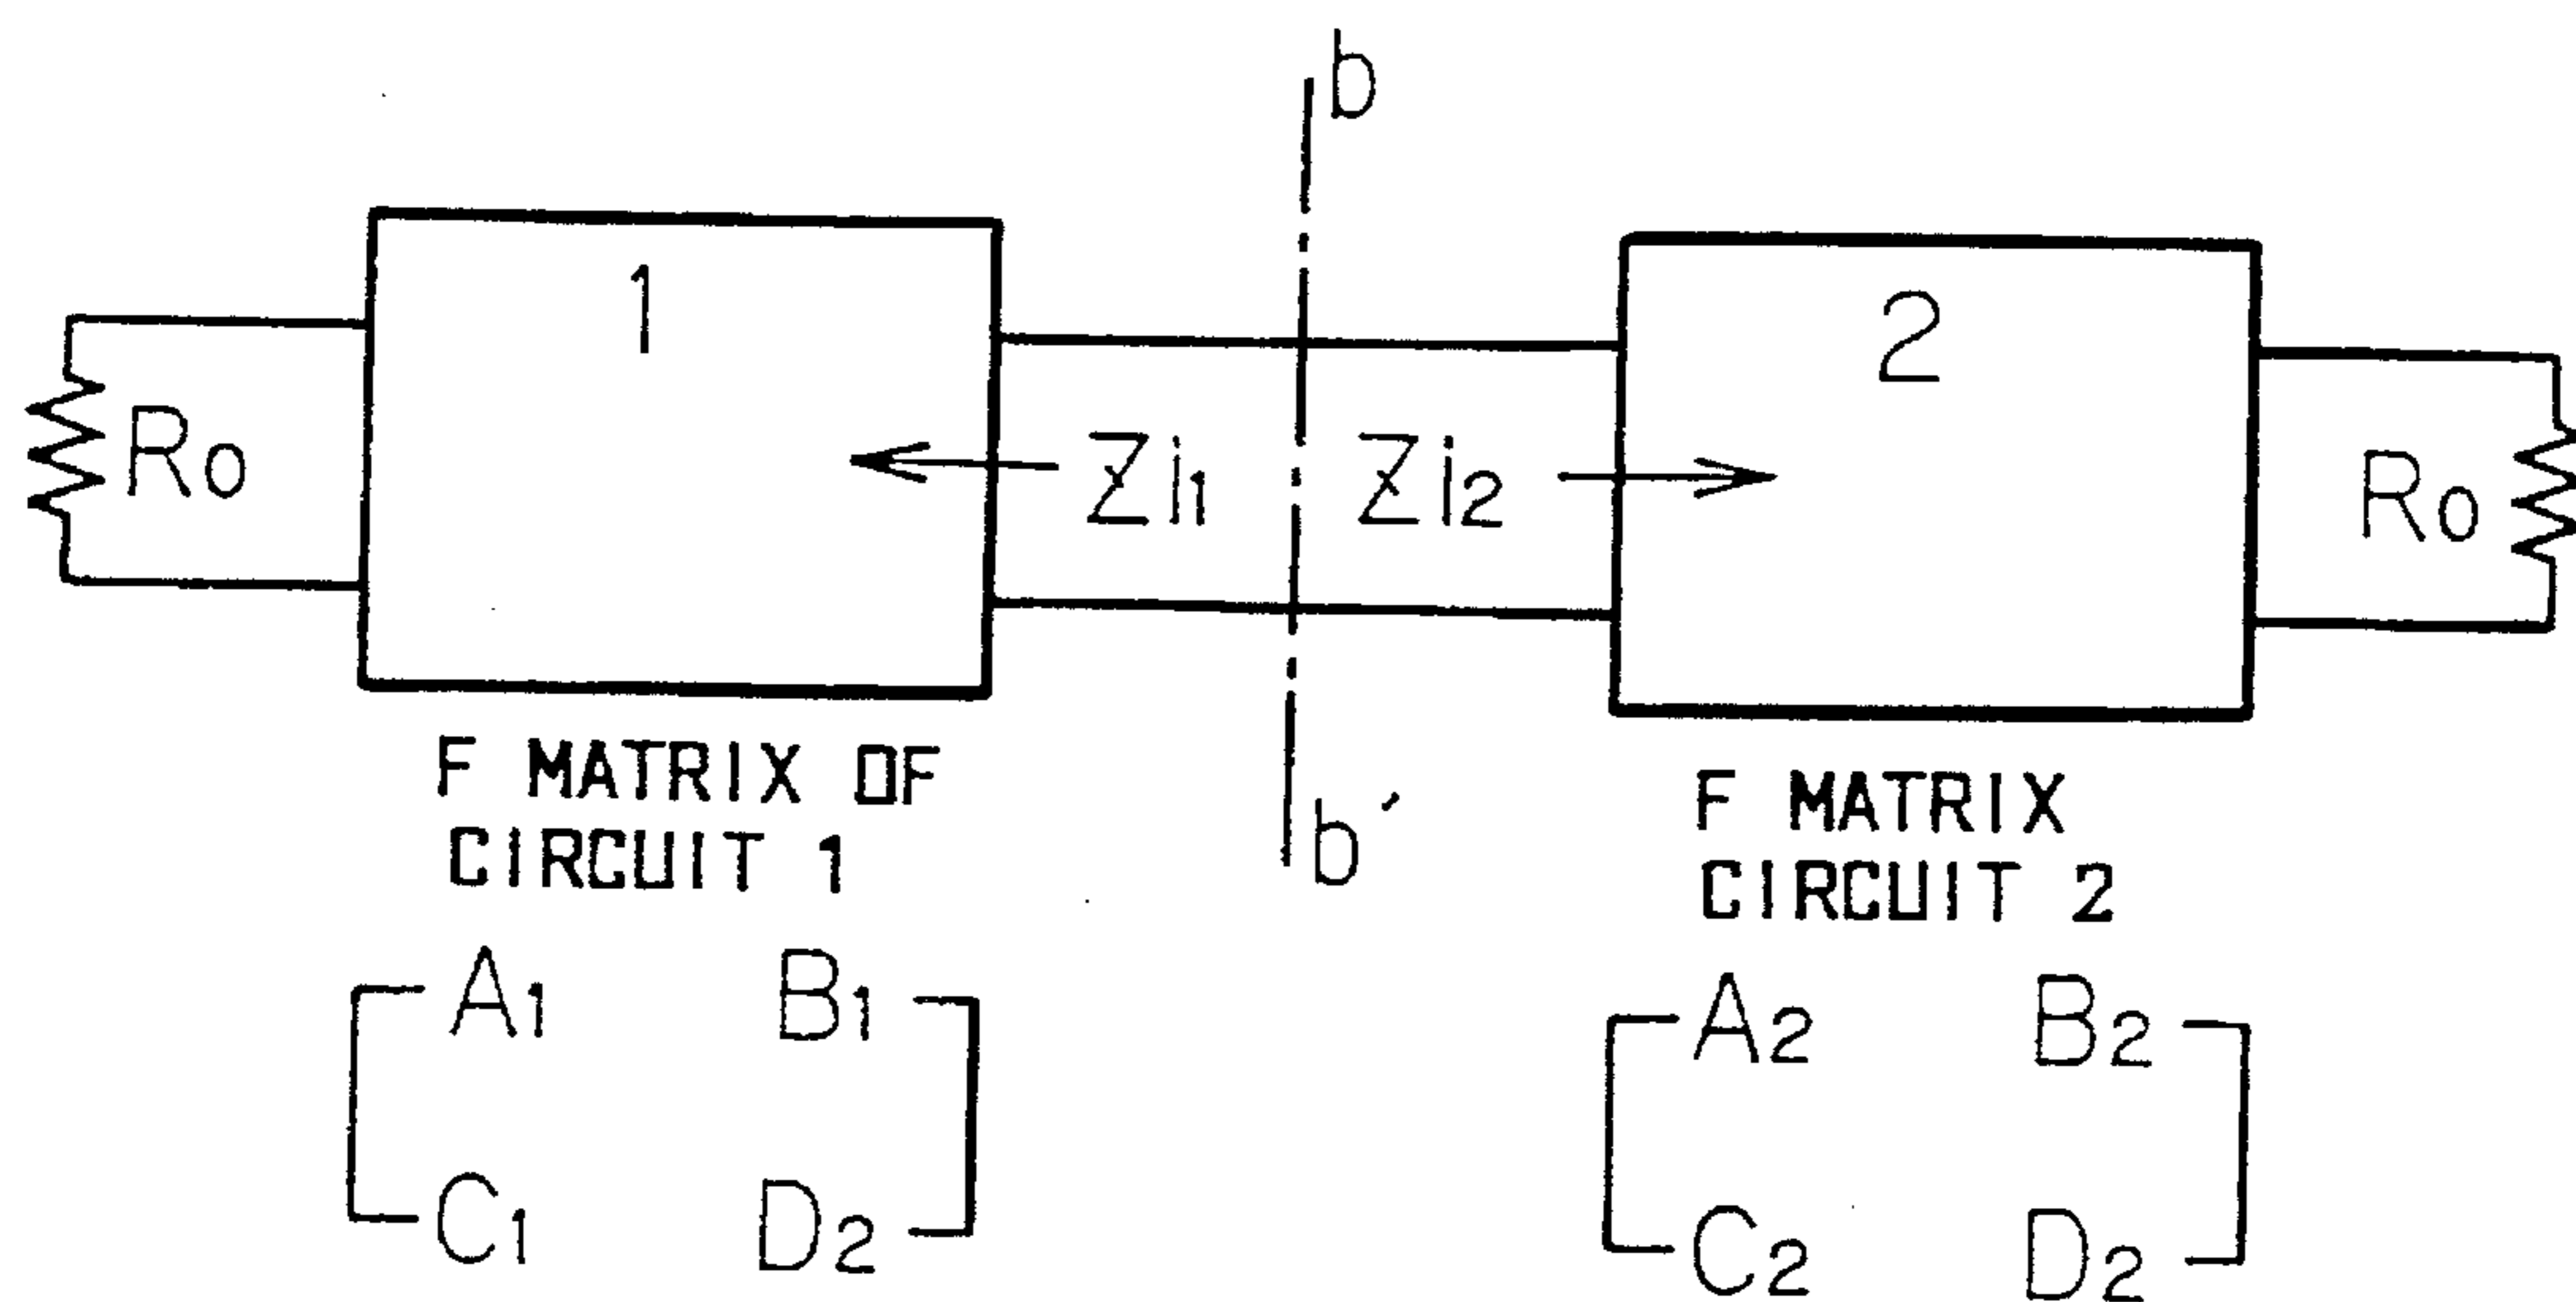 b
1
2
Ro
Zi1
Zi2
Ro
b′
F MATRIX OF
CIRCUIT 1
F MATRIX
CIRCUIT 2
A1 B1
C1 D2
A2 B2
C2 D2